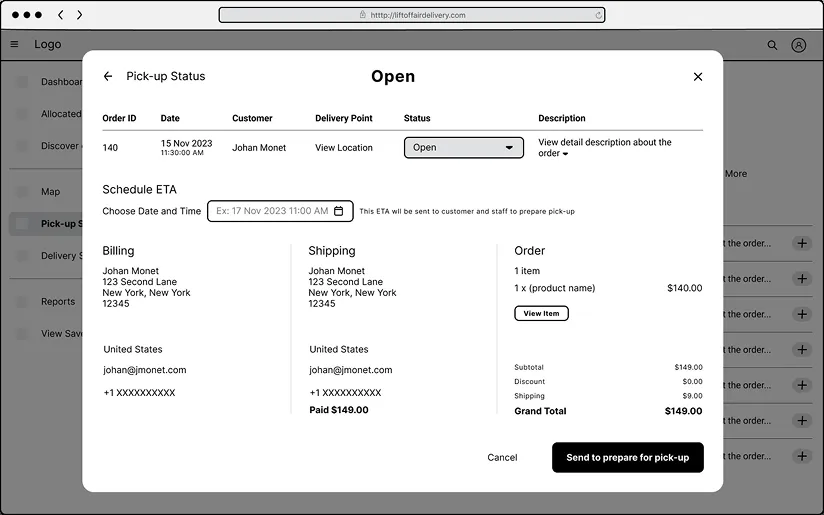 htttp://liftoffairdelivery.com
Logo
Pick-up Status
Open
Order ID Date Customer Delivery Point Status Description
140
15 Nov 2023
11:30:00 AM
Johan Monet
View Location
Open
View detail description about the
order
Schedule ETA
Choose Date and Time
Ex: 17 Nov 2023 11:00 AM
This ETA wll be sent to customer and staff to prepare pick-up
Billing
Johan Monet
123 Second Lane
New York, New York
12345
United States
johan@jmonet.com
+1 XXXXXXXXXX
Shipping
Johan Monet
123 Second Lane
New York, New York
12345
United States
johan@jmonet.com
+1 XXXXXXXXXX
Paid $149.00
Order
1 item
1 x (product name) $140.00
View Item
Subtotal $149.00
Discount $0.00
Shipping $9.00
Grand Total $149.00
Cancel
Send to prepare for pick-up
Dashboar
Allocated
Discover
Map
Pick-up S
Delivery S
Reports
View Save
More
t the order...
t the order...
t the order...
t the order...
t the order...
t the order...
t the order...